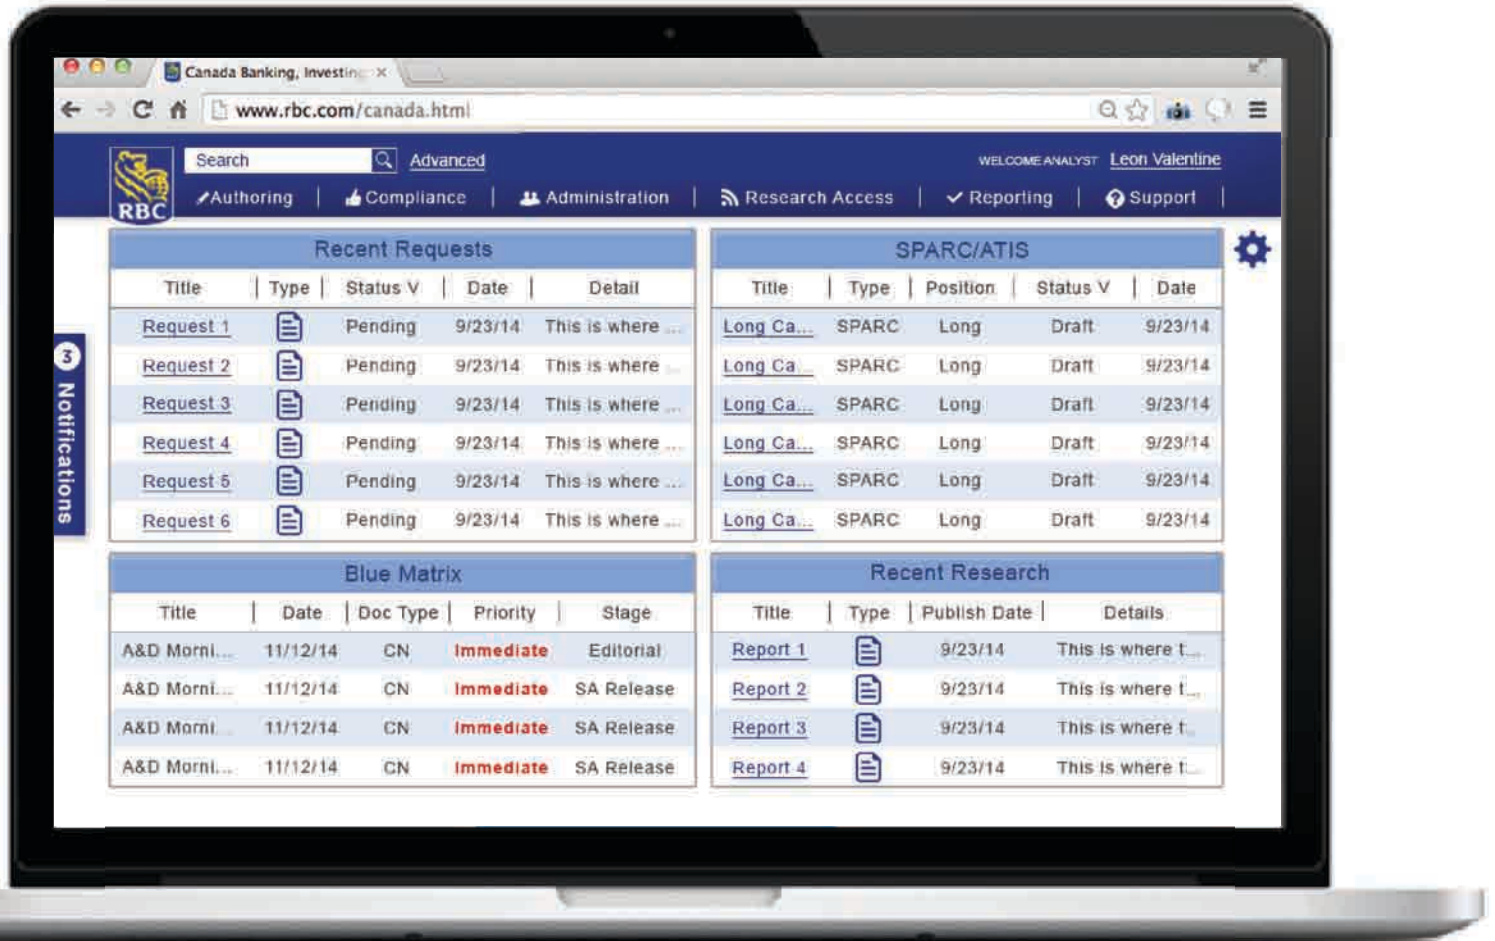 Canada Banking, Investing
www.rbc.com/canada.html
RBC
Search
Advanced
WELCOME ANALYST Leon Valentine
Authoring | Compliance | Administration | Research Access | Reporting | Support |
3 Notifications
Recent Requests
Title | Type | Status V | Date | Detail
Request 1 Pending 9/23/14 This is where ...
Request 2 Pending 9/23/14 This is where ...
Request 3 Pending 9/23/14 This is where ...
Request 4 Pending 9/23/14 This is where ...
Request 5 Pending 9/23/14 This is where ...
Request 6 Pending 9/23/14 This is where ...
SPARC/ATIS
Title | Type | Position | Status V | Date
Long Ca... SPARC Long Draft 9/23/14
Long Ca... SPARC Long Draft 9/23/14
Long Ca... SPARC Long Draft 9/23/14
Long Ca... SPARC Long Draft 9/23/14
Long Ca... SPARC Long Draft 9/23/14
Long Ca... SPARC Long Draft 9/23/14
Blue Matrix
Title | Date | Doc Type | Priority | Stage
A&D Morni... 11/12/14 CN Immediate Editorial
A&D Morni... 11/12/14 CN Immediate SA Release
A&D Morni... 11/12/14 CN Immediate SA Release
A&D Morni... 11/12/14 CN Immediate SA Release
Recent Research
Title | Type | Publish Date | Details
Report 1 9/23/14 This is where t...
Report 2 9/23/14 This is where t...
Report 3 9/23/14 This is where t...
Report 4 9/23/14 This is where t...